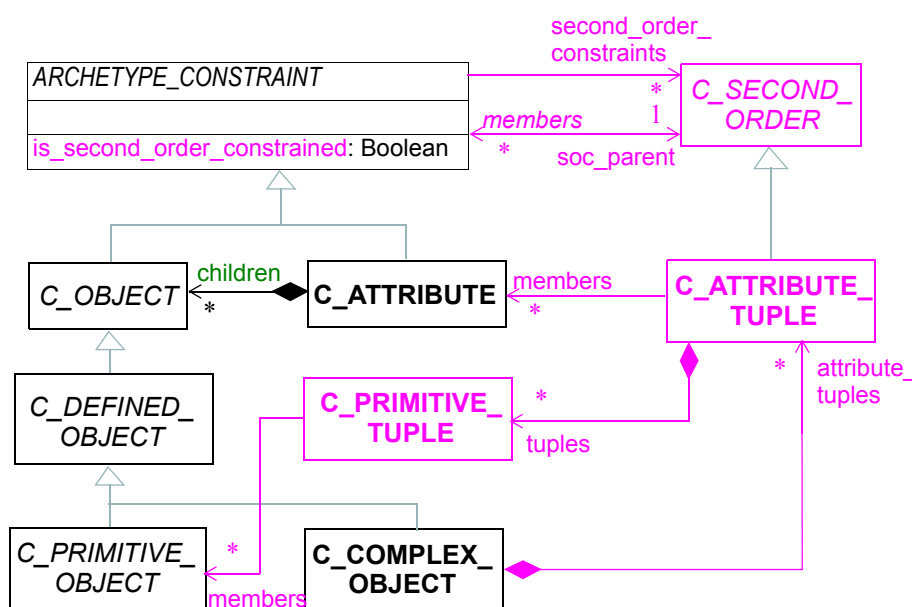 second_order_
constraints
ARCHETYPE_CONSTRAINT
*
C_SECOND_
ORDER
members
1
is_second_order_constrained: Boolean
*
soc_parent
children
C_OBJECT
*
C_ATTRIBUTE
members
*
C_ATTRIBUTE_
TUPLE
*
attribute_
tuples
C_DEFINED_
OBJECT
C_PRIMITIVE_
TUPLE
*
tuples
C_PRIMITIVE_
OBJECT
*
members
C_COMPLEX_
OBJECT